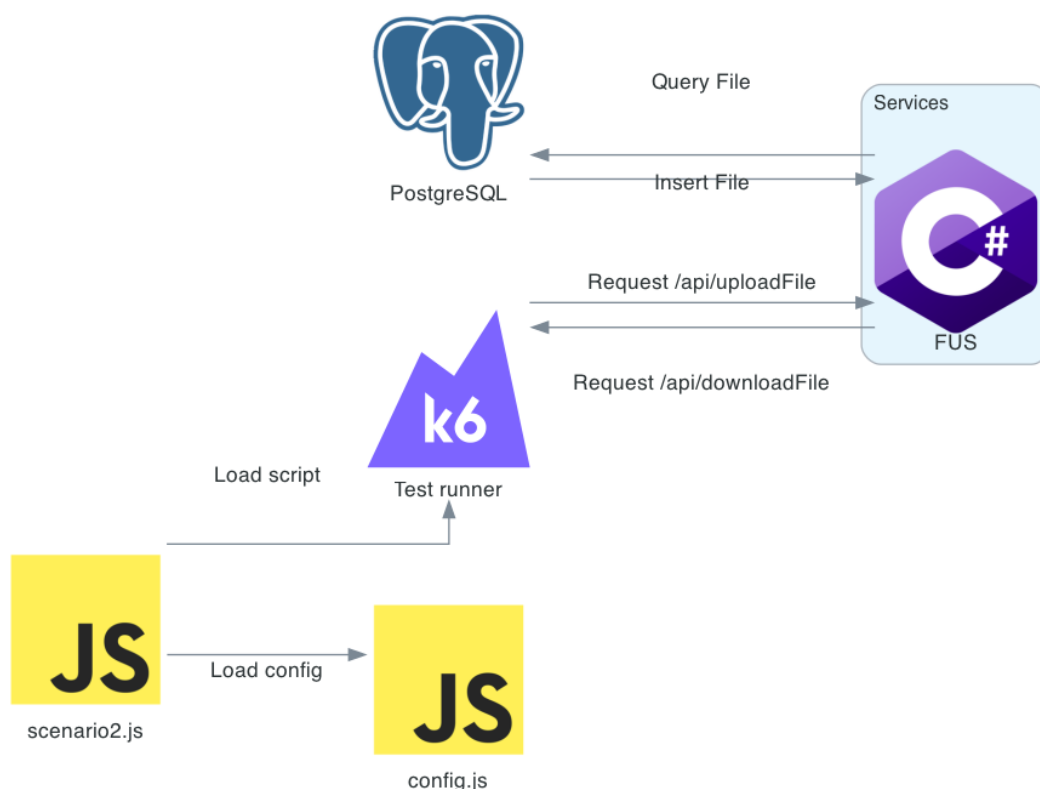 Query File
Services
PostgreSQL
Insert File
C#
Request /api/uploadFile
FUS
Request /api/downloadFile
k6
Test runner
Load script
JS
scenario2.js
Load config
JS
config.js